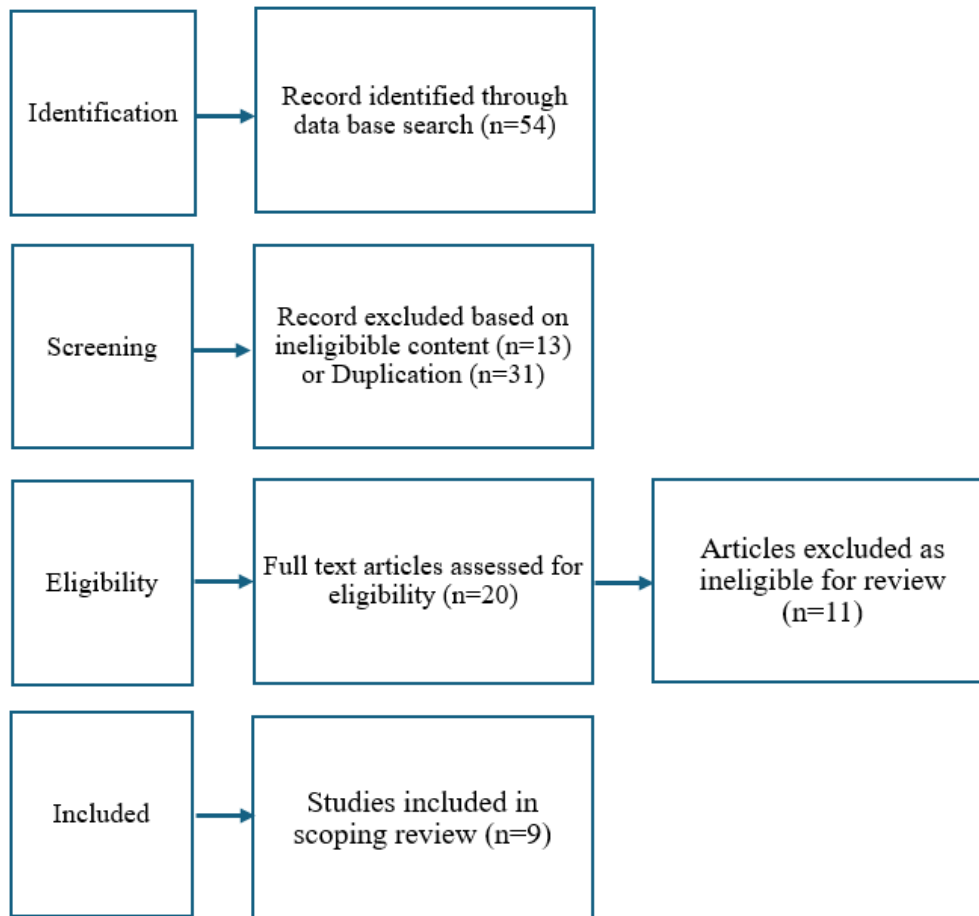 Identification
Record identified through
data base search (n=54)
Screening
Record excluded based on
ineligibible content (n=13)
or Duplication (n=31)
Eligibility
Full text articles assessed for
eligibility (n=20)
Articles excluded as
ineligible for review
(n=11)
Included
Studies included in
scoping review (n=9)